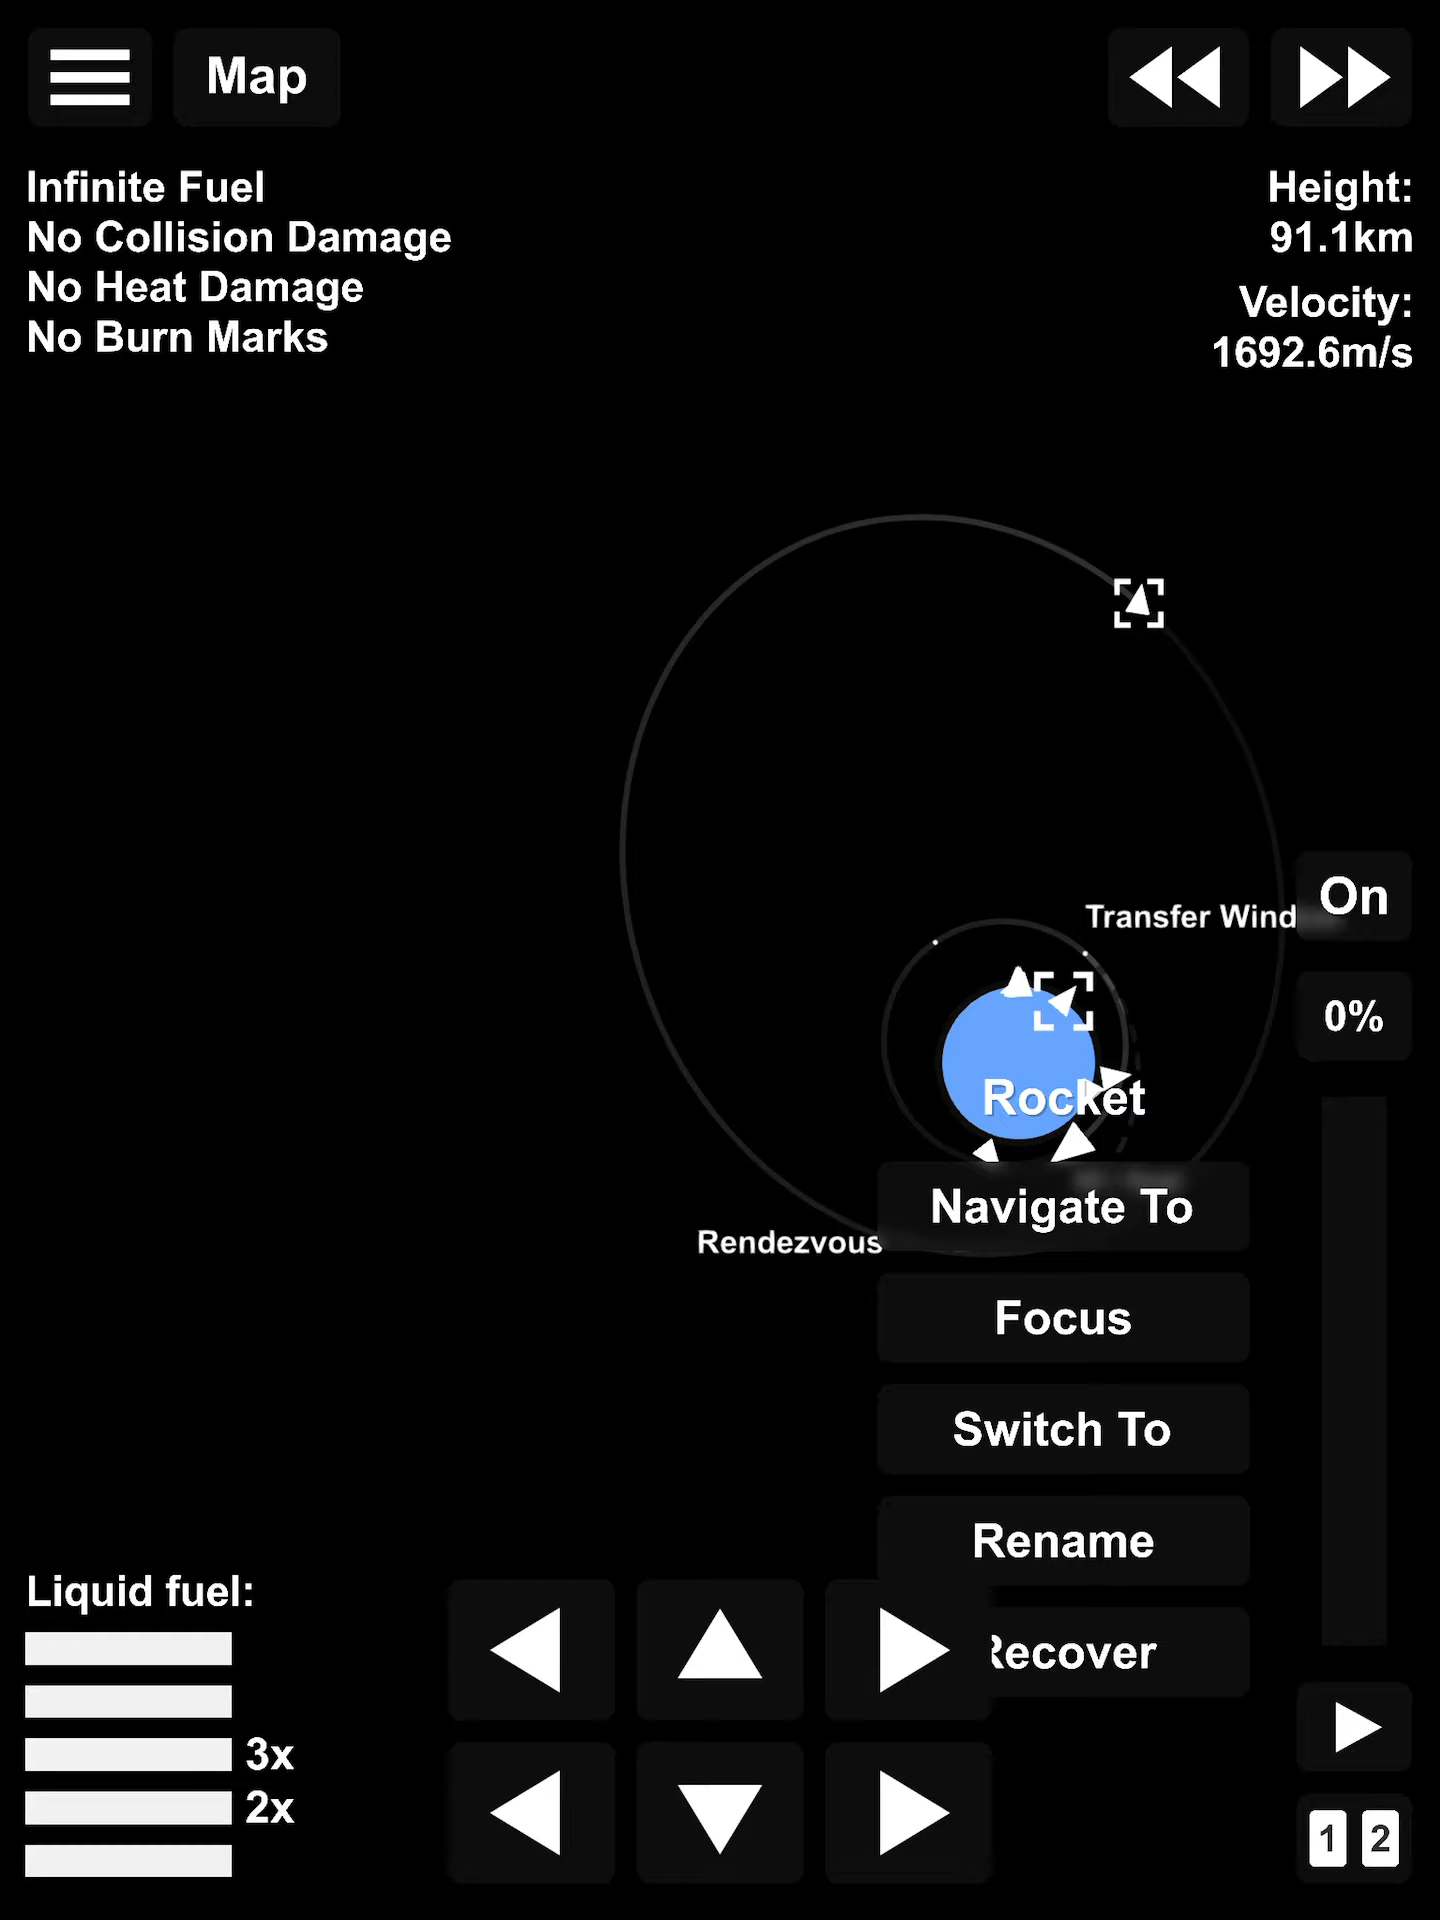 Map
Infinite Fuel
No Collision Damage
No Heat Damage
No Burn Marks
Height:
91.1km
Velocity:
1692.6m/s
Transfer Wind
On
0%
Rocket
Navigate To
Rendezvous
Focus
Switch To
Rename
Recover
Liquid fuel:
3x
2x
1 2